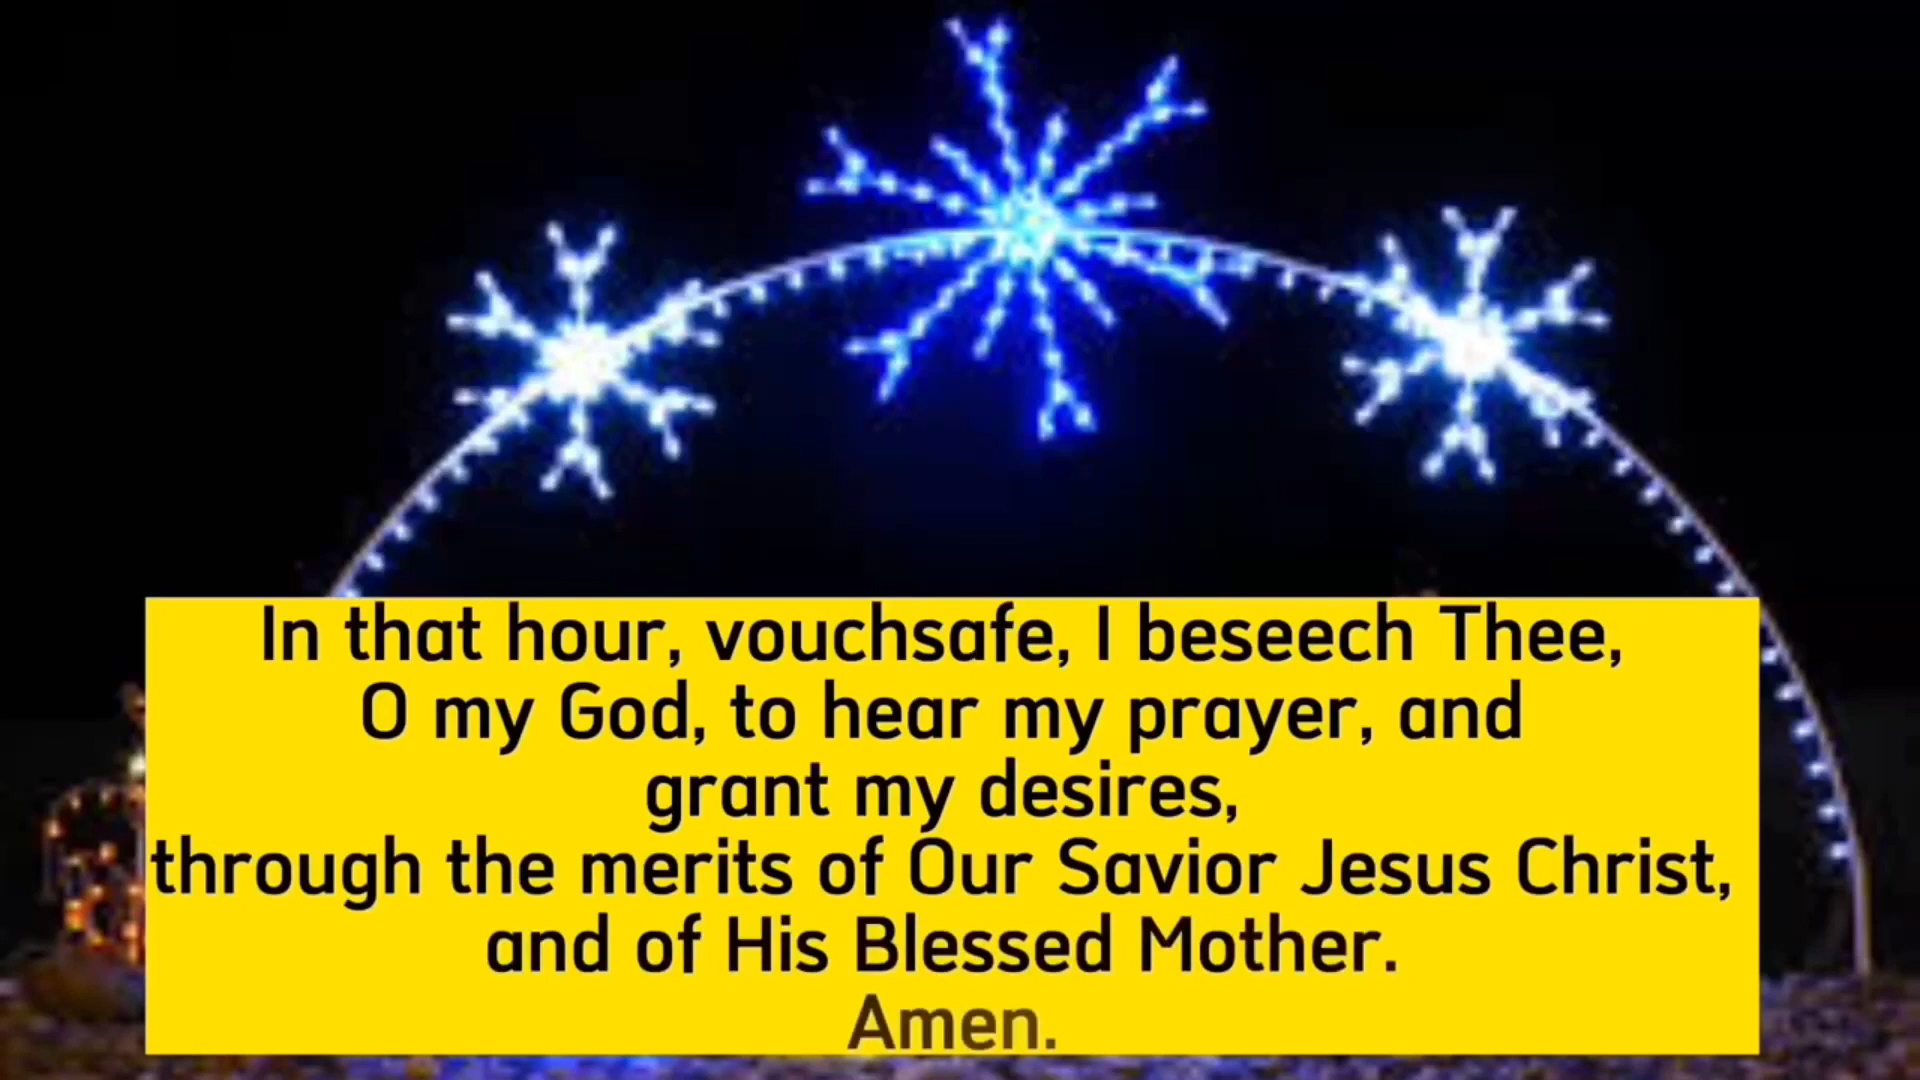 In that hour, vouchsafe, I beseech Thee,
O my God, to hear my prayer, and
grant my desires,
through the merits of Our Savior Jesus Christ,
and of His Blessed Mother.
Amen.